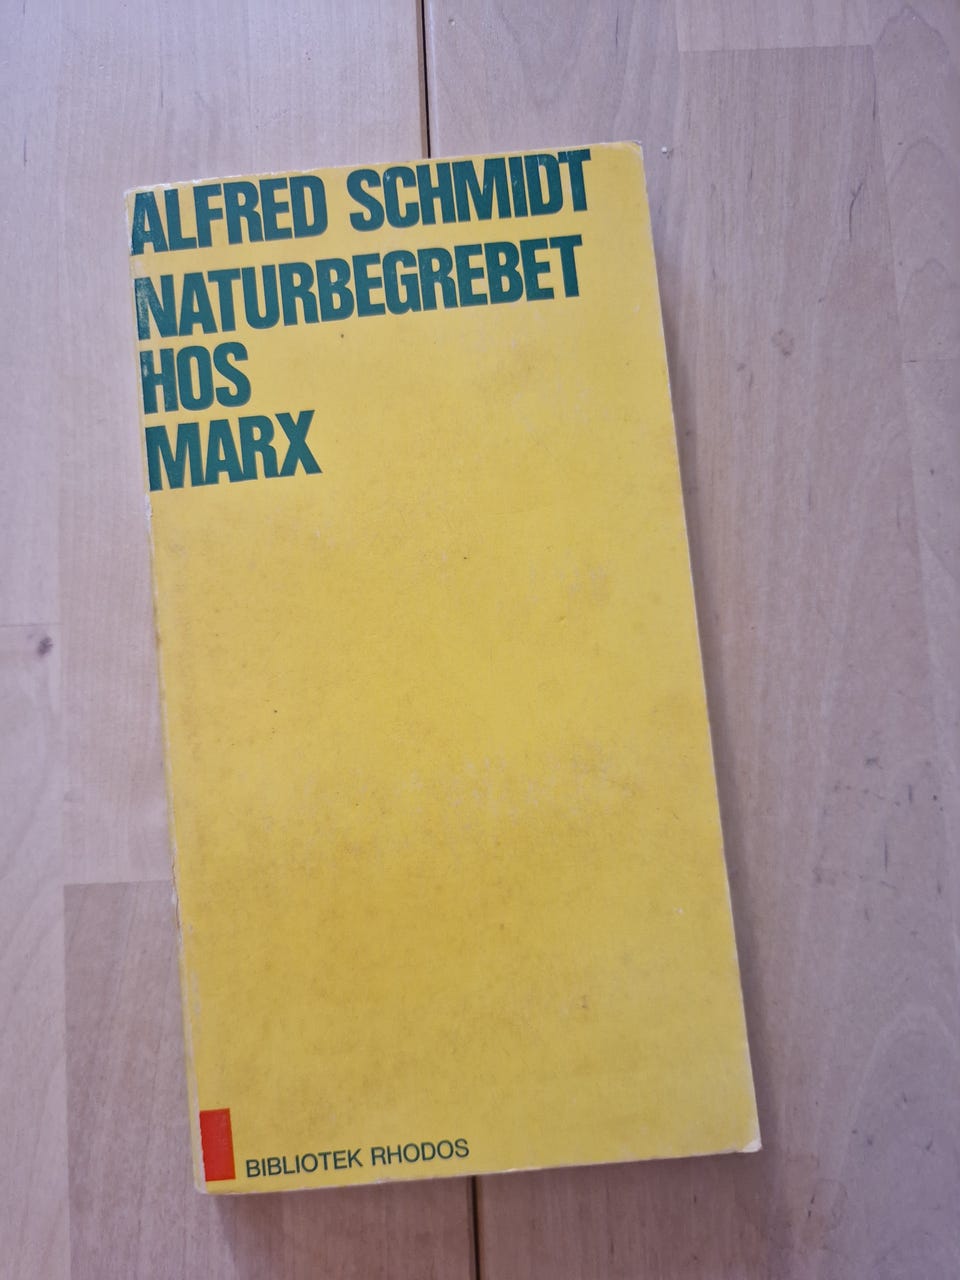 ALFRED SCHMIDT
NATURBEGREBET
HOS
MARX
BIBLIOTEK RHODOS